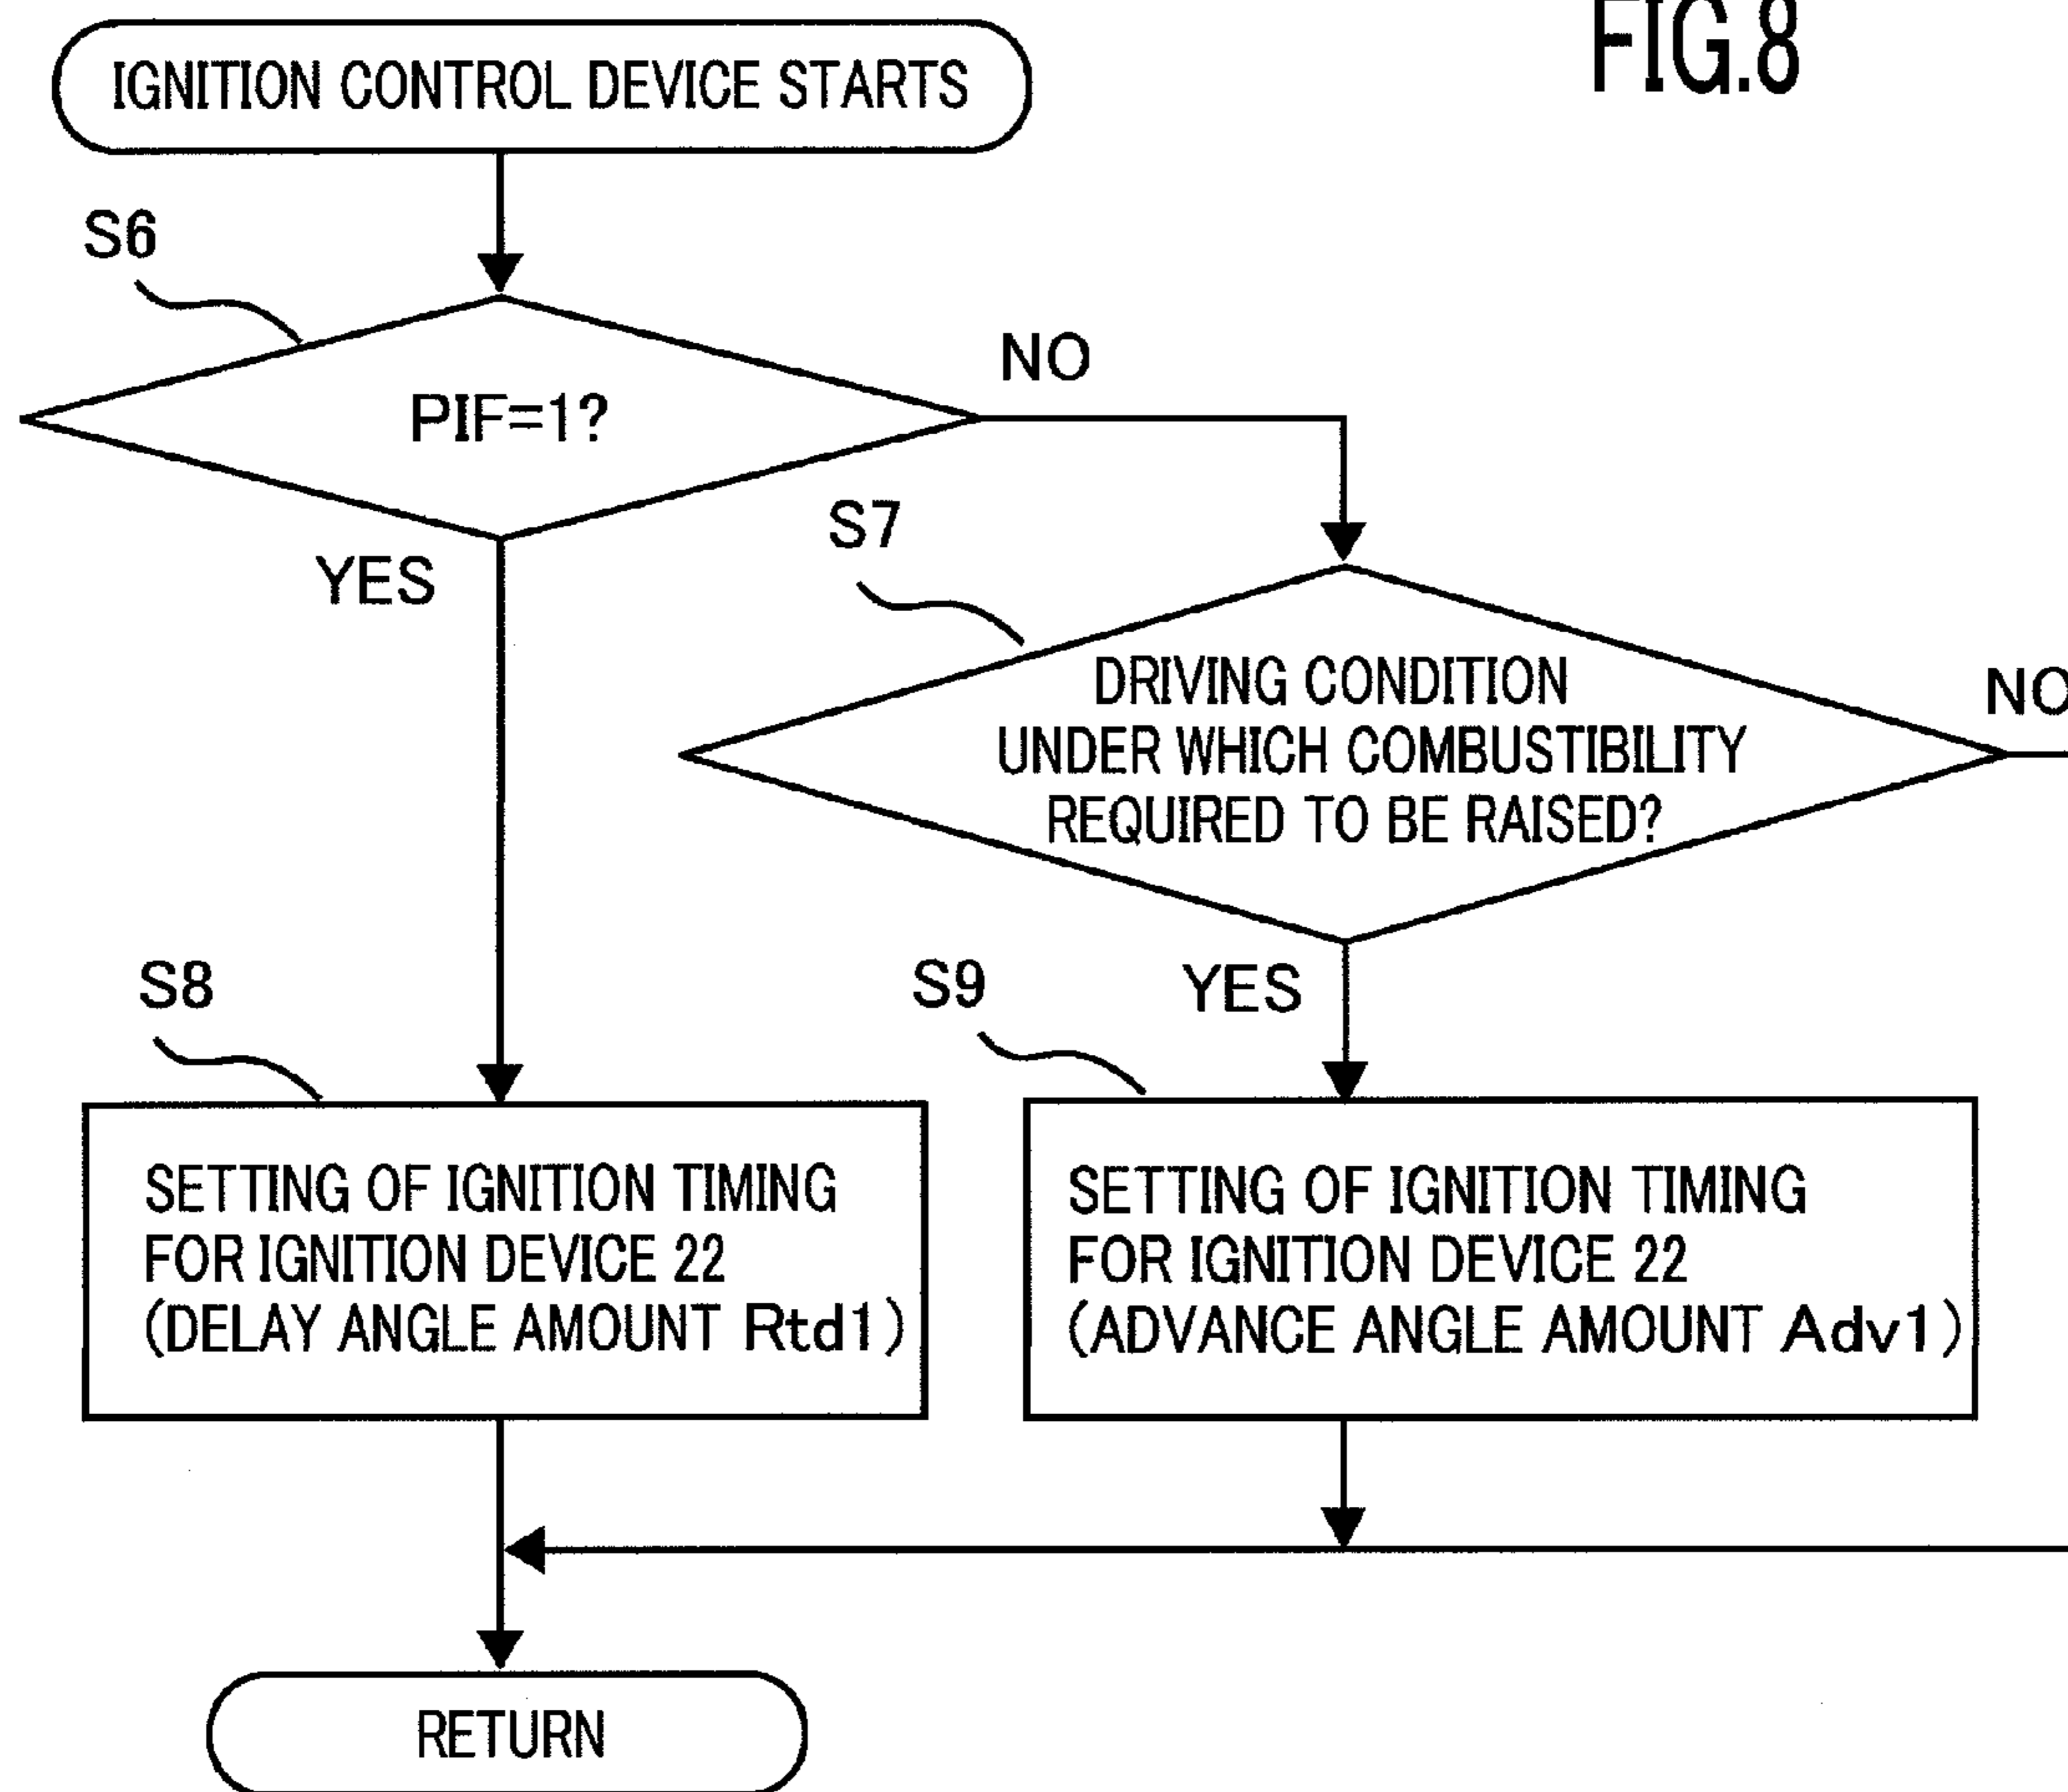 FIG.8
IGNITION CONTROL DEVICE STARTS
S6
PIF=1?
NO
YES
S7
DRIVING CONDITION
UNDER WHICH COMBUSTIBILITY
REQUIRED TO BE RAISED?
NO
YES
S8
SETTING OF IGNITION TIMING
FOR IGNITION DEVICE 22
(DELAY ANGLE AMOUNT Rtd1)
S9
SETTING OF IGNITION TIMING
FOR IGNITION DEVICE 22
(ADVANCE ANGLE AMOUNT Adv1)
RETURN